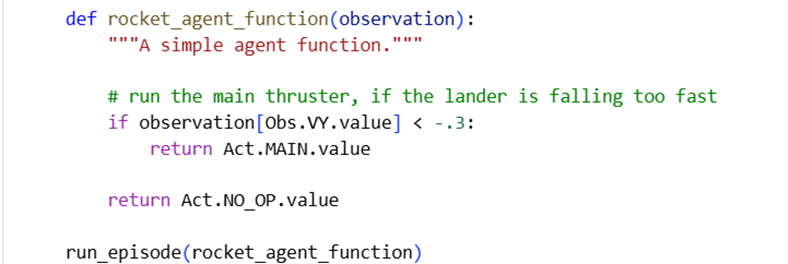 def rocket_agent_function(observation):
    """A simple agent function."""

    # run the main thruster, if the lander is falling too fast
    if observation[Obs.VY.value] < -.3:
        return Act.MAIN.value

    return Act.NO_OP.value

run_episode(rocket_agent_function)